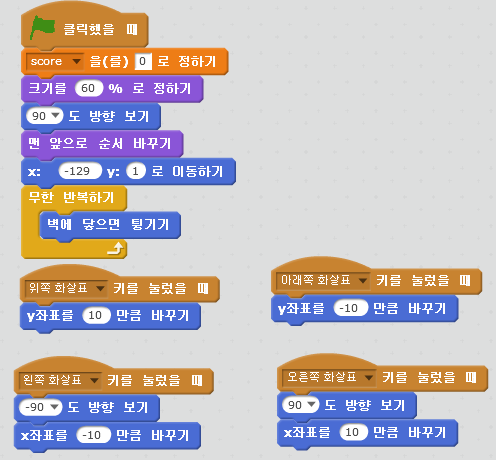 클릭했을 때
score 을(를) 0 로 정하기
크기를 60 % 로 정하기
90 도 방향 보기
맨 앞으로 순서 바꾸기
x: -129 y: 1 로 이동하기
무한 반복하기
벽에 닿으면 튕기기
위쪽 화살표 키를 눌렀을 때
y좌표를 10 만큼 바꾸기
아래쪽 화살표 키를 눌렀을 때
y좌표를 -10 만큼 바꾸기
왼쪽 화살표 키를 눌렀을 때
-90 도 방향 보기
x좌표를 -10 만큼 바꾸기
오른쪽 화살표 키를 눌렀을 때
90 도 방향 보기
x좌표를 10 만큼 바꾸기